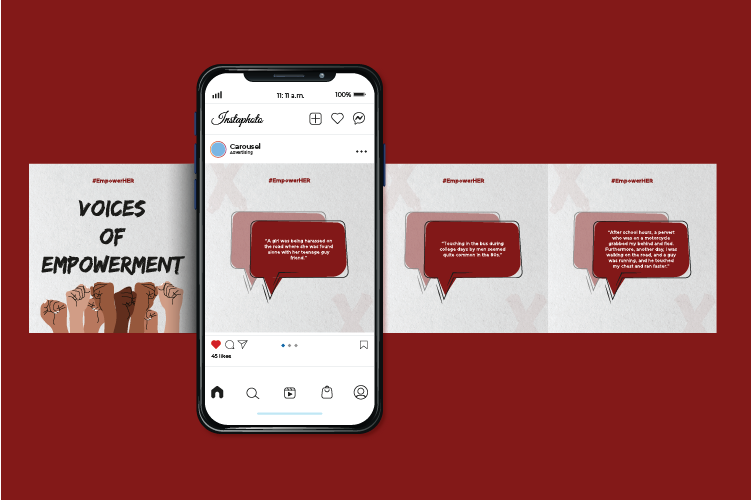 11: 11 a.m.
100%
Instaphoto
Carousel
Advertising
#EmpowerHER
VOICES
OF
EMPOWERMENT
#EmpowerHER
"A girl was being harassed on
the road where she was found
alone with her teenage guy
friend."
#EmpowerHER
"Touching in the bus during
college days by men seemed
quite common in the 80s."
#EmpowerHER
"After school hours, a pervert
who was on a motorcycle
grabbed my behind and fled.
Furthermore, another day, I was
walking on the road, and a guy
was running, and he touched
my chest and ran faster."
45 likes